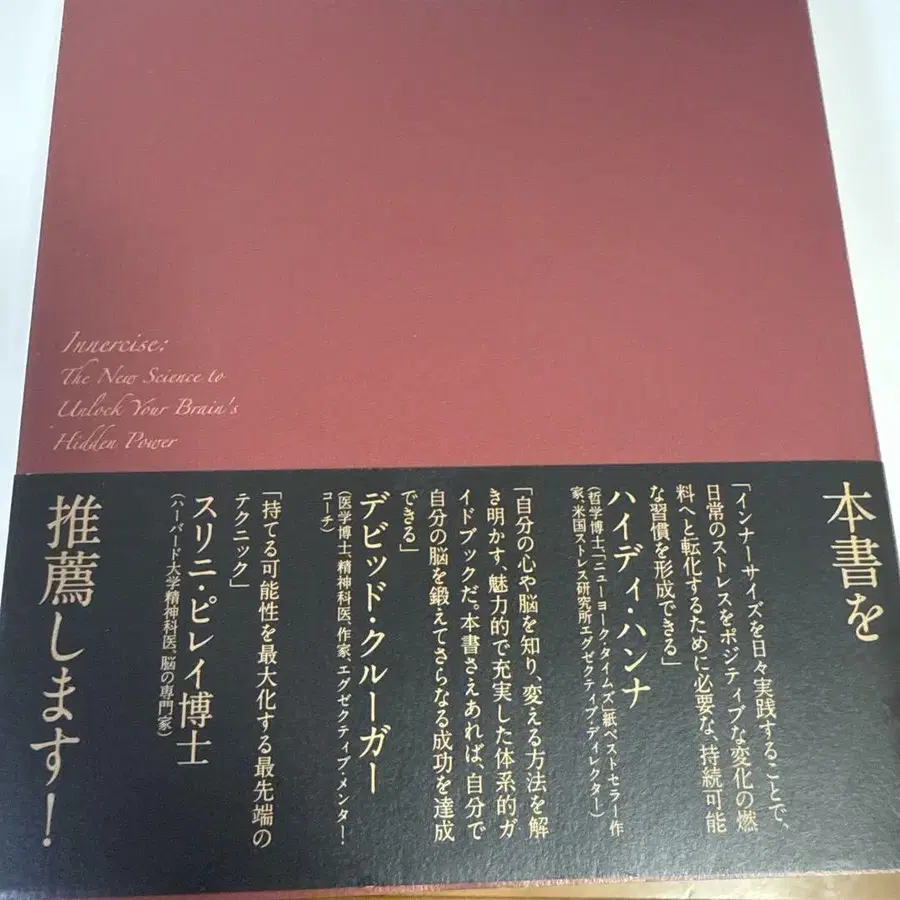 Innercise:
The New Science to
Unlock Your Brain's
Hidden Power
本書を
「インナーサイズを日々実践することで、
日常のストレスをポジティブな変化の燃
料へと転化するために必要な、持続可能
な習慣を形成できる」
ハイディ・ハンナ
(哲学博士、「ニューヨーク・タイムズ」紙ベストセラー作
家、米国ストレス研究所エグゼクティブ・ディレクター)
「自分の心や脳を知り、変える方法を解
き明かす、魅力的で充実した体系的ガ
イドブックだ。本書さえあれば、自分で
自分の脳を鍛えてさらなる成功を達成
できる」
デビッド・クルーガー
(医学博士、精神科医、作家、エグゼクティブ・メンター・
コーチ)
「持てる可能性を最大化する最先端の
テクニック」
スリニ・ピレイ博士
(ハーバード大学精神科医、脳の専門家)
推薦します!